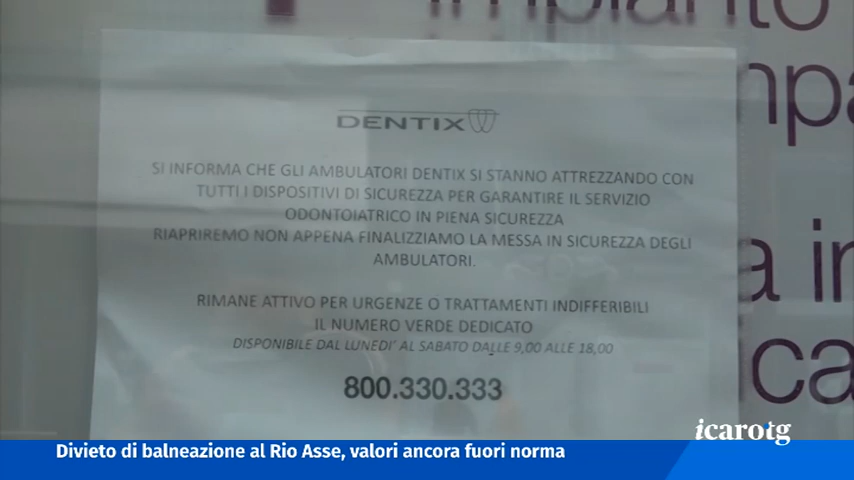 DENTIX
SI INFORMA CHE GLI AMBULATORI DENTIX SI STANNO ATTREZZANDO CON
TUTTI I DISPOSITIVI DI SICUREZZA PER GARANTIRE IL SERVIZIO
ODONTOIATRICO IN PIENA SICUREZZA
RIAPRIREMO NON APPENA FINALIZZIAMO LA MESSA IN SICUREZZA DEGLI
AMBULATORI.
RIMANE ATTIVO PER URGENZE O TRATTAMENTI INDIFFERIBILI
IL NUMERO VERDE DEDICATO
DISPONIBILE DAL LUNEDI' AL SABATO DALLE 9,00 ALLE 18,00
800.330.333
icarotg
Divieto di balneazione al Rio Asse, valori ancora fuori norma